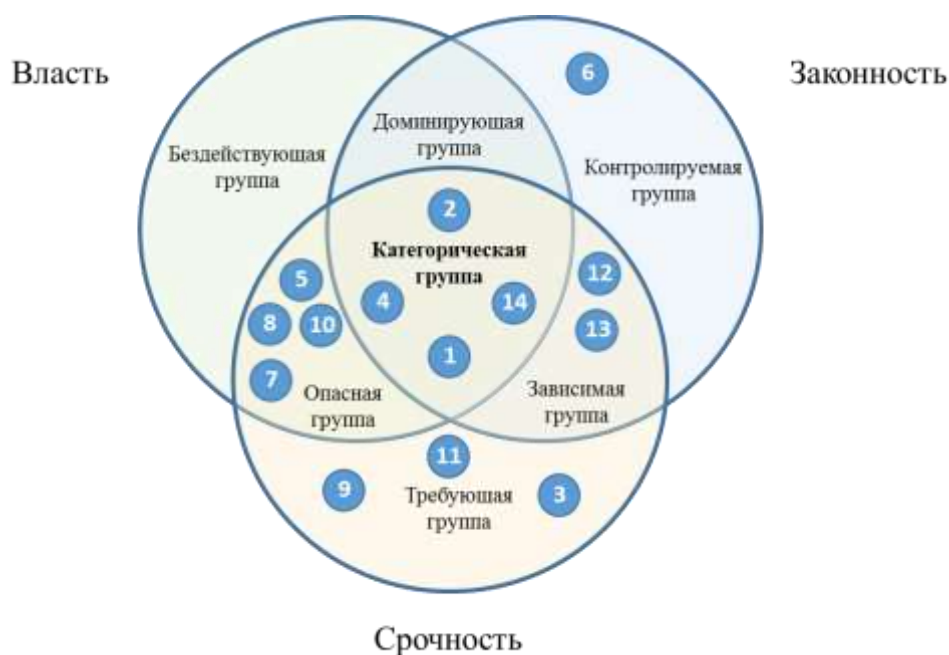 Власть
Законность
6
Доминирующая
группа
Бездействующая
группа
Контролируемая
группа
2
Категорическая
группа
5
12
4
14
8
10
13
1
7
Опасная
группа
Зависимая
группа
11
9
3
Требующая
группа
Срочность